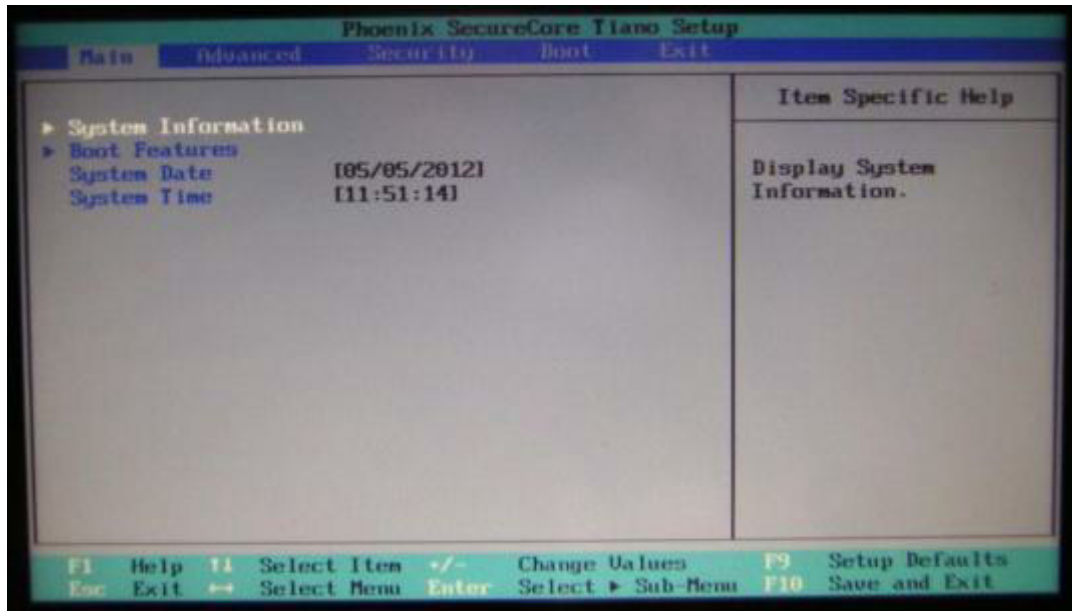 Phoenix SecureCore Tiano Setup
Main Advanced Security Boot Exit
Item Specific Help
► System Information
► Boot Features
System Date [05/05/2012]
System Time [11:51:14]
Display System
Information.
F1 Help ↑↓ Select Item +/- Change Values F9 Setup Defaults
Esc Exit ↔ Select Menu Enter Select ► Sub-Menu F10 Save and Exit